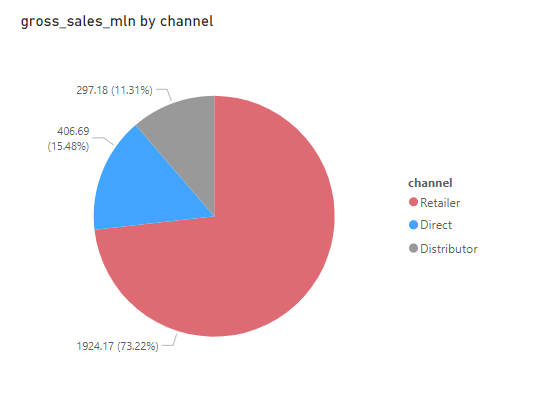 gross_sales_mln by channel
297.18 (11.31%)
406.69
(15.48%)
channel
Retailer
Direct
Distributor
1924.17 (73.22%)